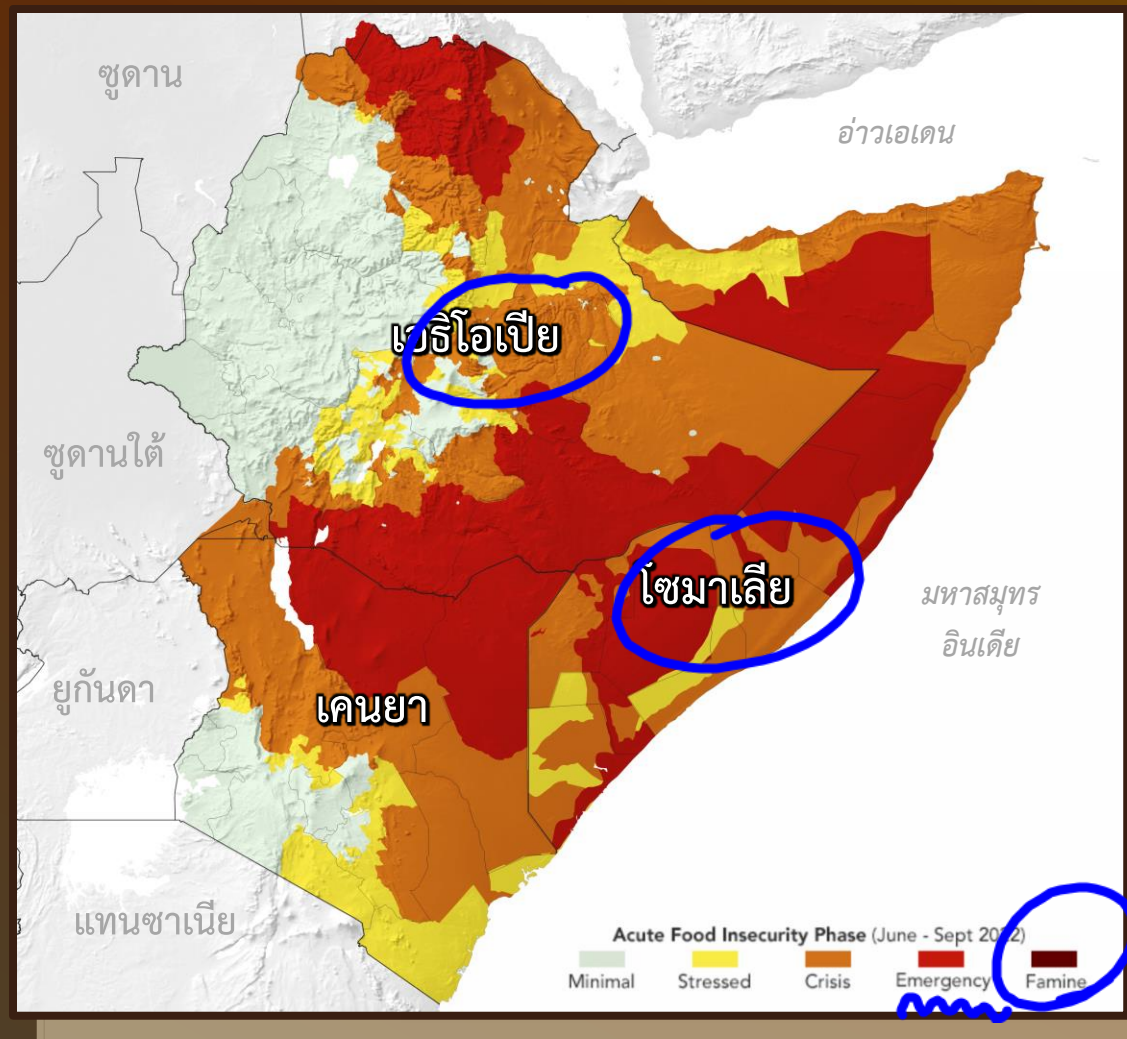 ซูดาน
อ่าวเอเดน
เอธิโอเปีย
ซูดานใต้
โซมาเลีย
มหาสมุทร
อินเดีย
ยูกันดา
เคนยา
แทนซาเนีย
Acute Food Insecurity Phase (June - Sept 2022)
Minimal Stressed Crisis Emergency Famine